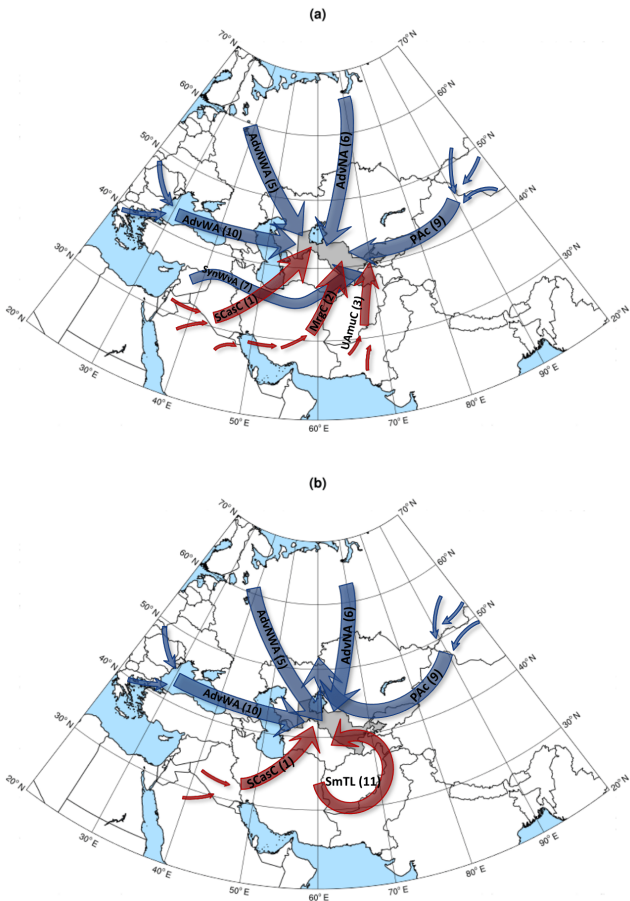 (a)
70° N
70° N
60° N
60° N
50° N
50° N
40° N
40° N
30° N
30° N
20° N
20° N
AdvNWA (5)
AdvNA (6)
AdvWA (10)
PAc (9)
SynWvA (7)
SCasC (1)
MrgC (2)
UAmuC (3)
30° E
40° E
50° E
60° E
70° E
80° E
90° E
(b)
70° N
70° N
60° N
60° N
50° N
50° N
40° N
40° N
30° N
30° N
20° N
20° N
AdvNWA (5)
AdvNA (6)
AdvWA (10)
PAc (9)
SCasC (1)
SmTL (11)
30° E
40° E
50° E
60° E
70° E
80° E
90° E